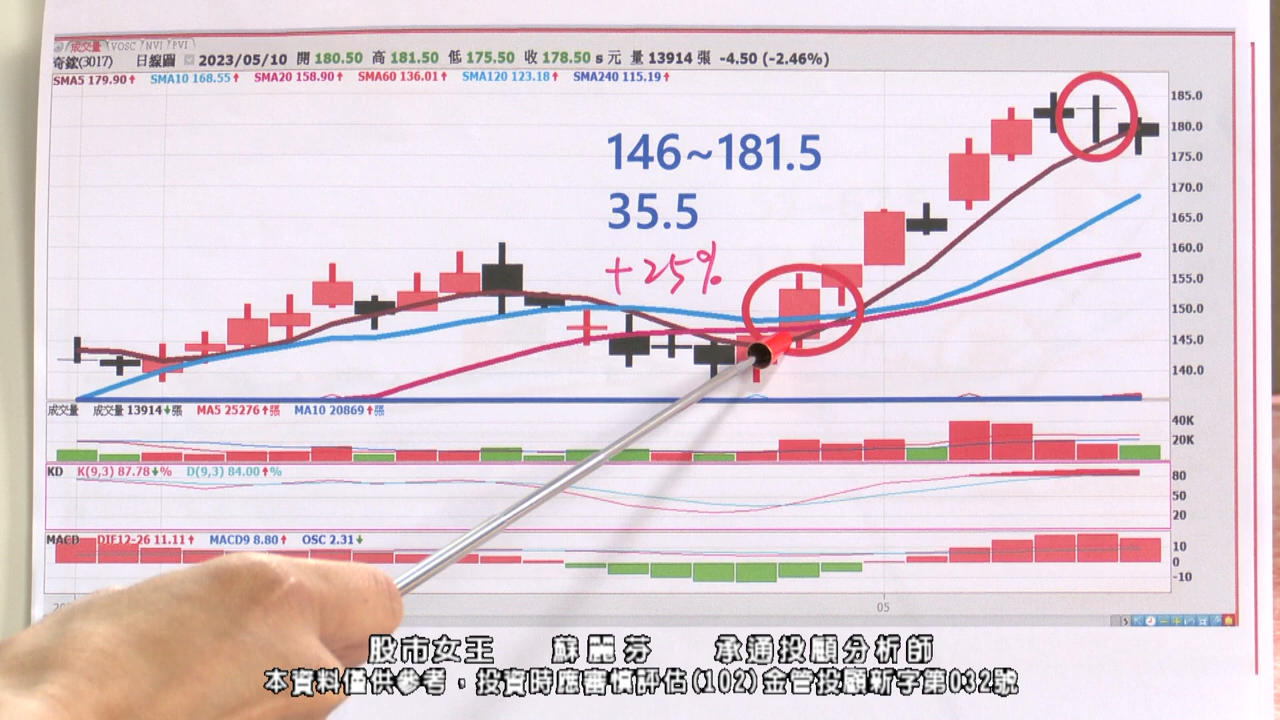 成交量 VOSC NVI PVI
奇鋐(3017) 日線圖 2023/05/10 開 180.50 高 181.50 低 175.50 收 178.50 s 元 量 13914 張 -4.50 (-2.46%)
SMA5 179.90↑ SMA10 168.55↑ SMA20 158.90↑ SMA60 136.01↑ SMA120 123.18↑ SMA240 115.19↑
185.0
180.0
175.0
170.0
165.0
160.0
155.0
150.0
145.0
140.0
146~181.5
35.5
+25%
成交量 成交量 13914↓張 MA5 25276↑張 MA10 20869↑張
40K
20K
KD K(9,3) 87.78↓% D(9,3) 84.00↑%
80
50
20
MACD DIF12-26 11.11↑ MACD9 8.80↑ OSC 2.31↓
10
0
-10
05
股市女王 蘇麗芬 承通投顧分析師
本資料僅供參考，投資時應審慎評估(102)金管投顧新字第032號